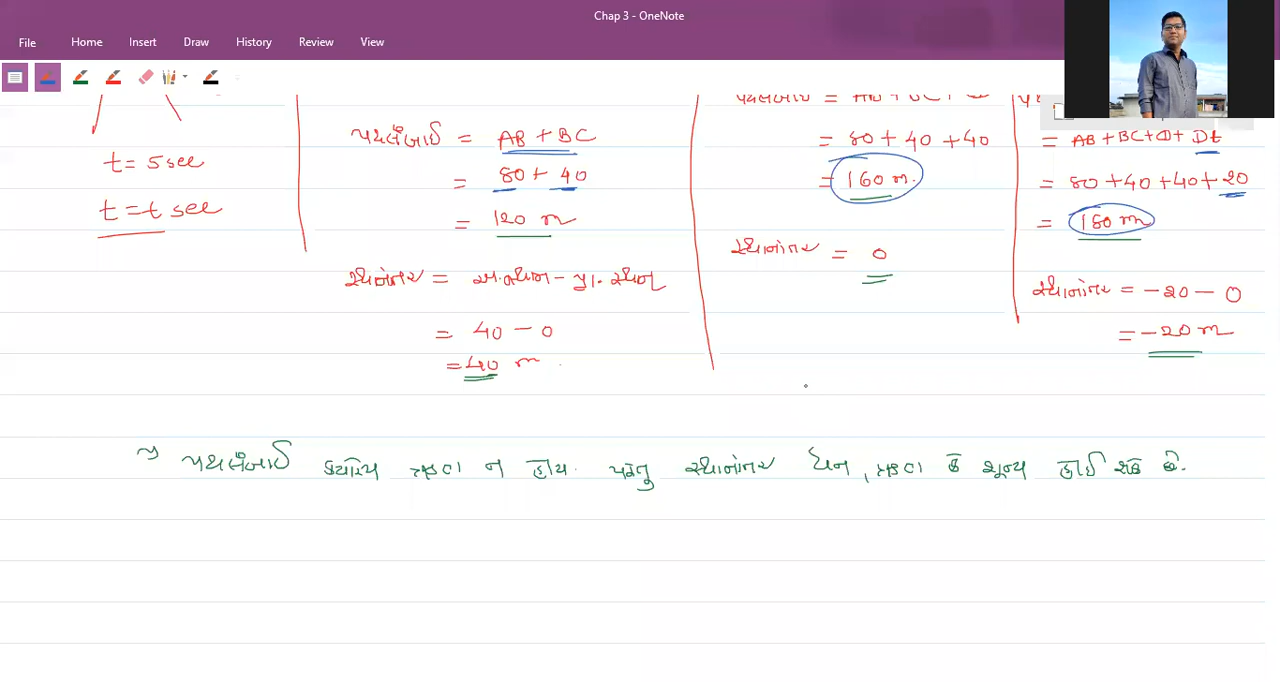 Chap 3 - OneNote
File Home Insert Draw History Review View
t = 5 sec
t = t sec
પથલંબાઈ = AB + BC
= 80 + 40
= 120 m
સ્થાનાંતર = અ.સ્થાન - પ્રા.સ્થાન
= 40 - 0
= 40 m
= 80 + 40 + 40
= 160 m.
સ્થાનાંતર = 0
= AB + BC + CD + DE
= 80 + 40 + 40 + 20
= 180 m
સ્થાનાંતર = -20 - 0
= -20 m
→ પથલંબાઈ ક્યારેય ઋણ ન હોય. પરંતુ સ્થાનાંતર ધન, ઋણ કે શૂન્ય હોઈ શકે છે.